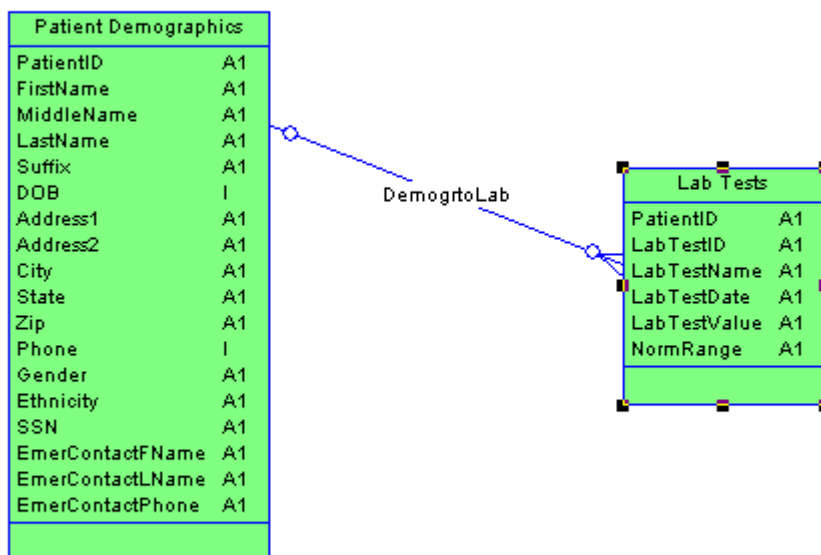 Patient Demographics
PatientID A1
FirstName A1
MiddleName A1
LastName A1
Suffix A1
DOB I
Address1 A1
Address2 A1
City A1
State A1
Zip A1
Phone I
Gender A1
Ethnicity A1
SSN A1
EmerContactFName A1
EmerContactLName A1
EmerContactPhone A1
DemogrtoLab
Lab Tests
PatientID A1
LabTestID A1
LabTestName A1
LabTestDate A1
LabTestValue A1
NormRange A1